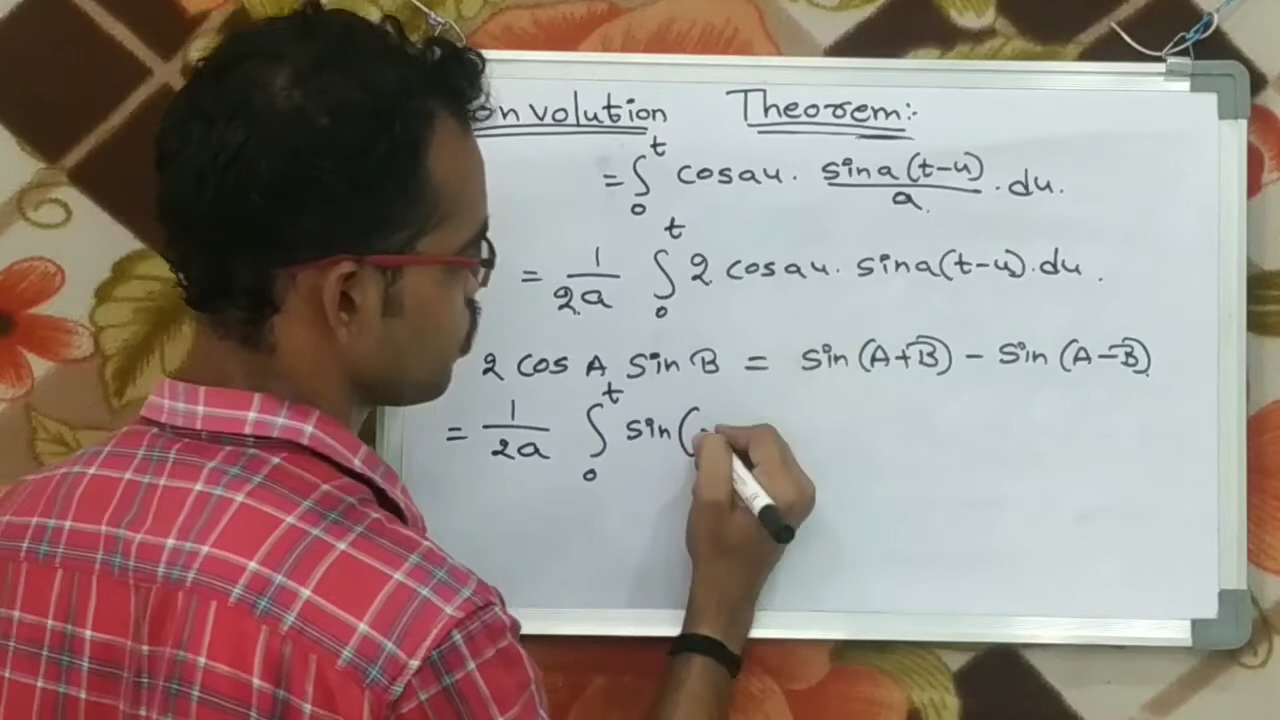 onvolution Theorem:
= ∫₀ᵗ cosau. sina(t-u)/a . du.
= 1/2a ∫₀ᵗ 2 cosau. sina(t-u).du.
2 cos A sin B = sin (A+B) - sin (A-B)
= 1/2a ∫₀ᵗ sin(